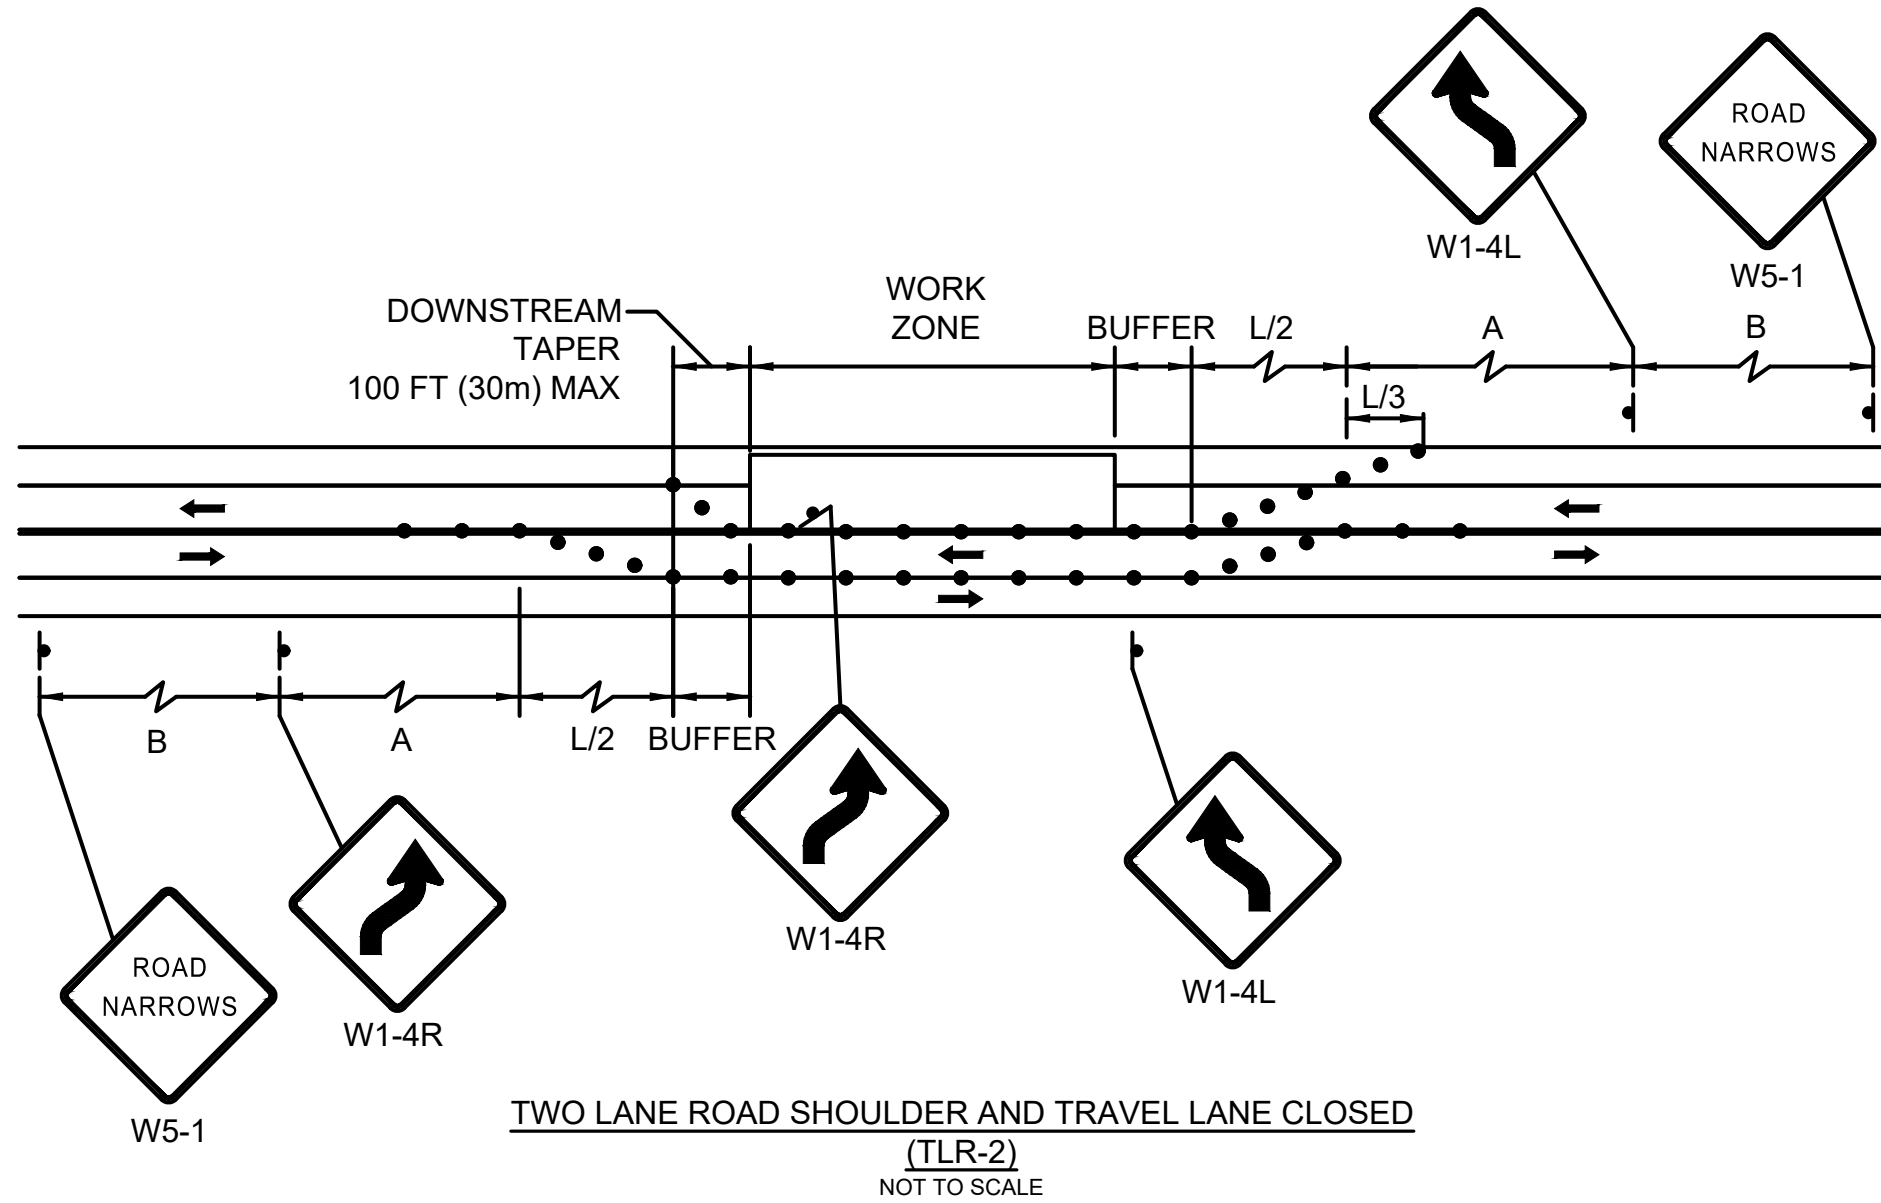 ROAD
NARROWS
W1-4L
W5-1
DOWNSTREAM
TAPER
100 FT (30m) MAX
WORK
ZONE
BUFFER
L/2
A
B
L/3
B
A
L/2
BUFFER
W1-4R
W1-4L
ROAD
NARROWS
W1-4R
W5-1
TWO LANE ROAD SHOULDER AND TRAVEL LANE CLOSED
(TLR-2)
NOT TO SCALE